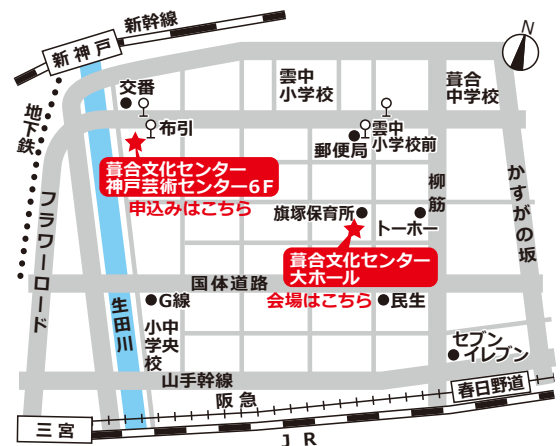 新幹線
新神戸
N
交番
雲中
小学校
葺合
中学校
地下鉄
布引
雲中
小学校前
郵便局
葺合文化センター
神戸芸術センター6F
申込みはこちら
柳筋
かすがの坂
フラワーロード
旗塚保育所
トーホー
葺合文化センター
大ホール
国体道路
会場はこちら
生田川
G線
民生
小中
学央
校
セブン
イレブン
山手幹線
阪急
春日野道
三宮
JR